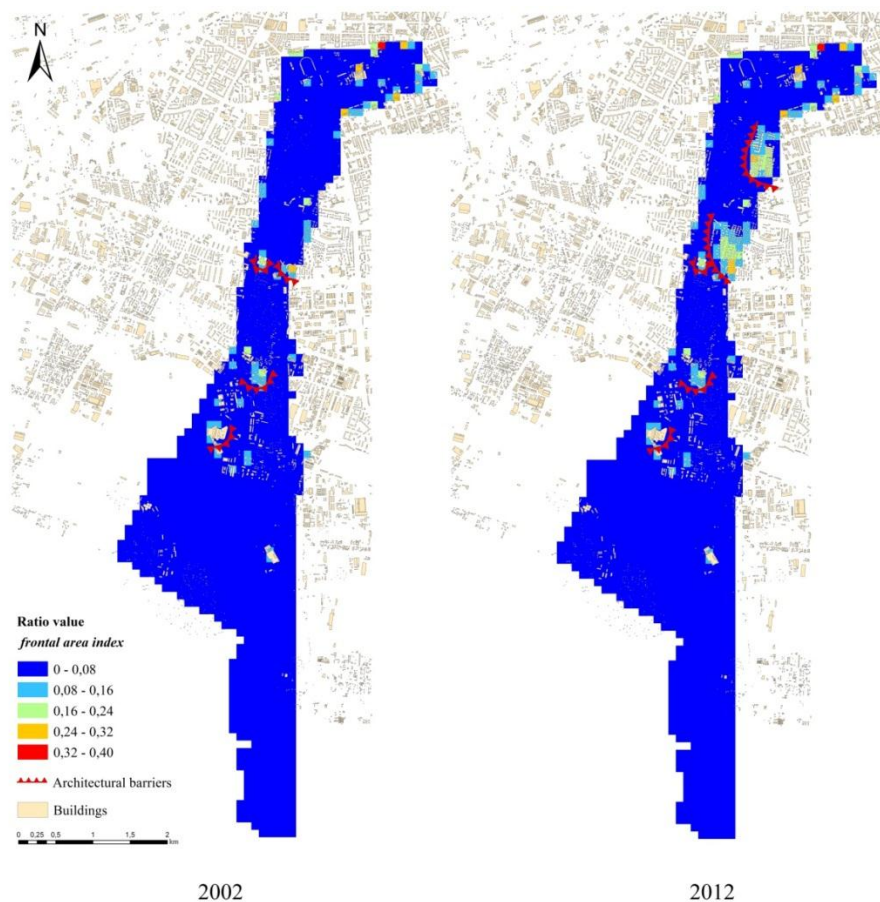 N
Ratio value
frontal area index
0 - 0,08
0,08 - 0,16
0,16 - 0,24
0,24 - 0,32
0,32 - 0,40
Architectural barriers
Buildings
0 0,25 0,5 1 1,5 2
km
2002
2012